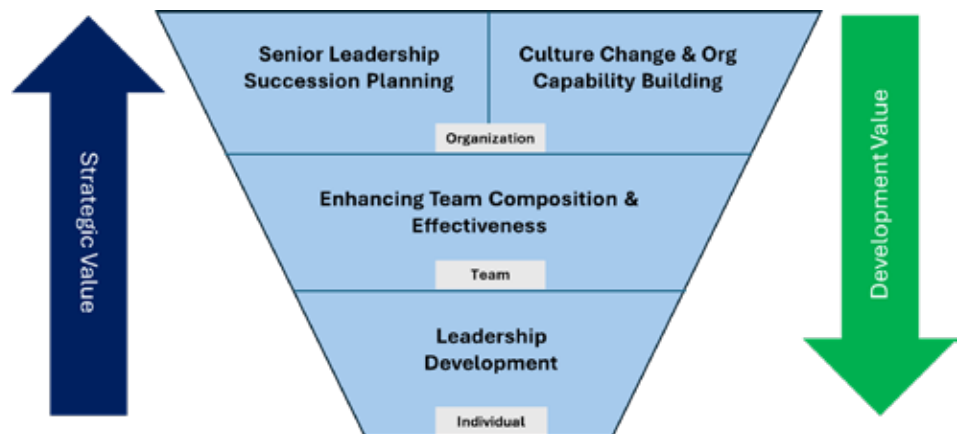 Strategic Value
Senior Leadership
Succession Planning
Culture Change & Org
Capability Building
Organization
Enhancing Team Composition &
Effectiveness
Team
Leadership
Development
Individual
Development Value